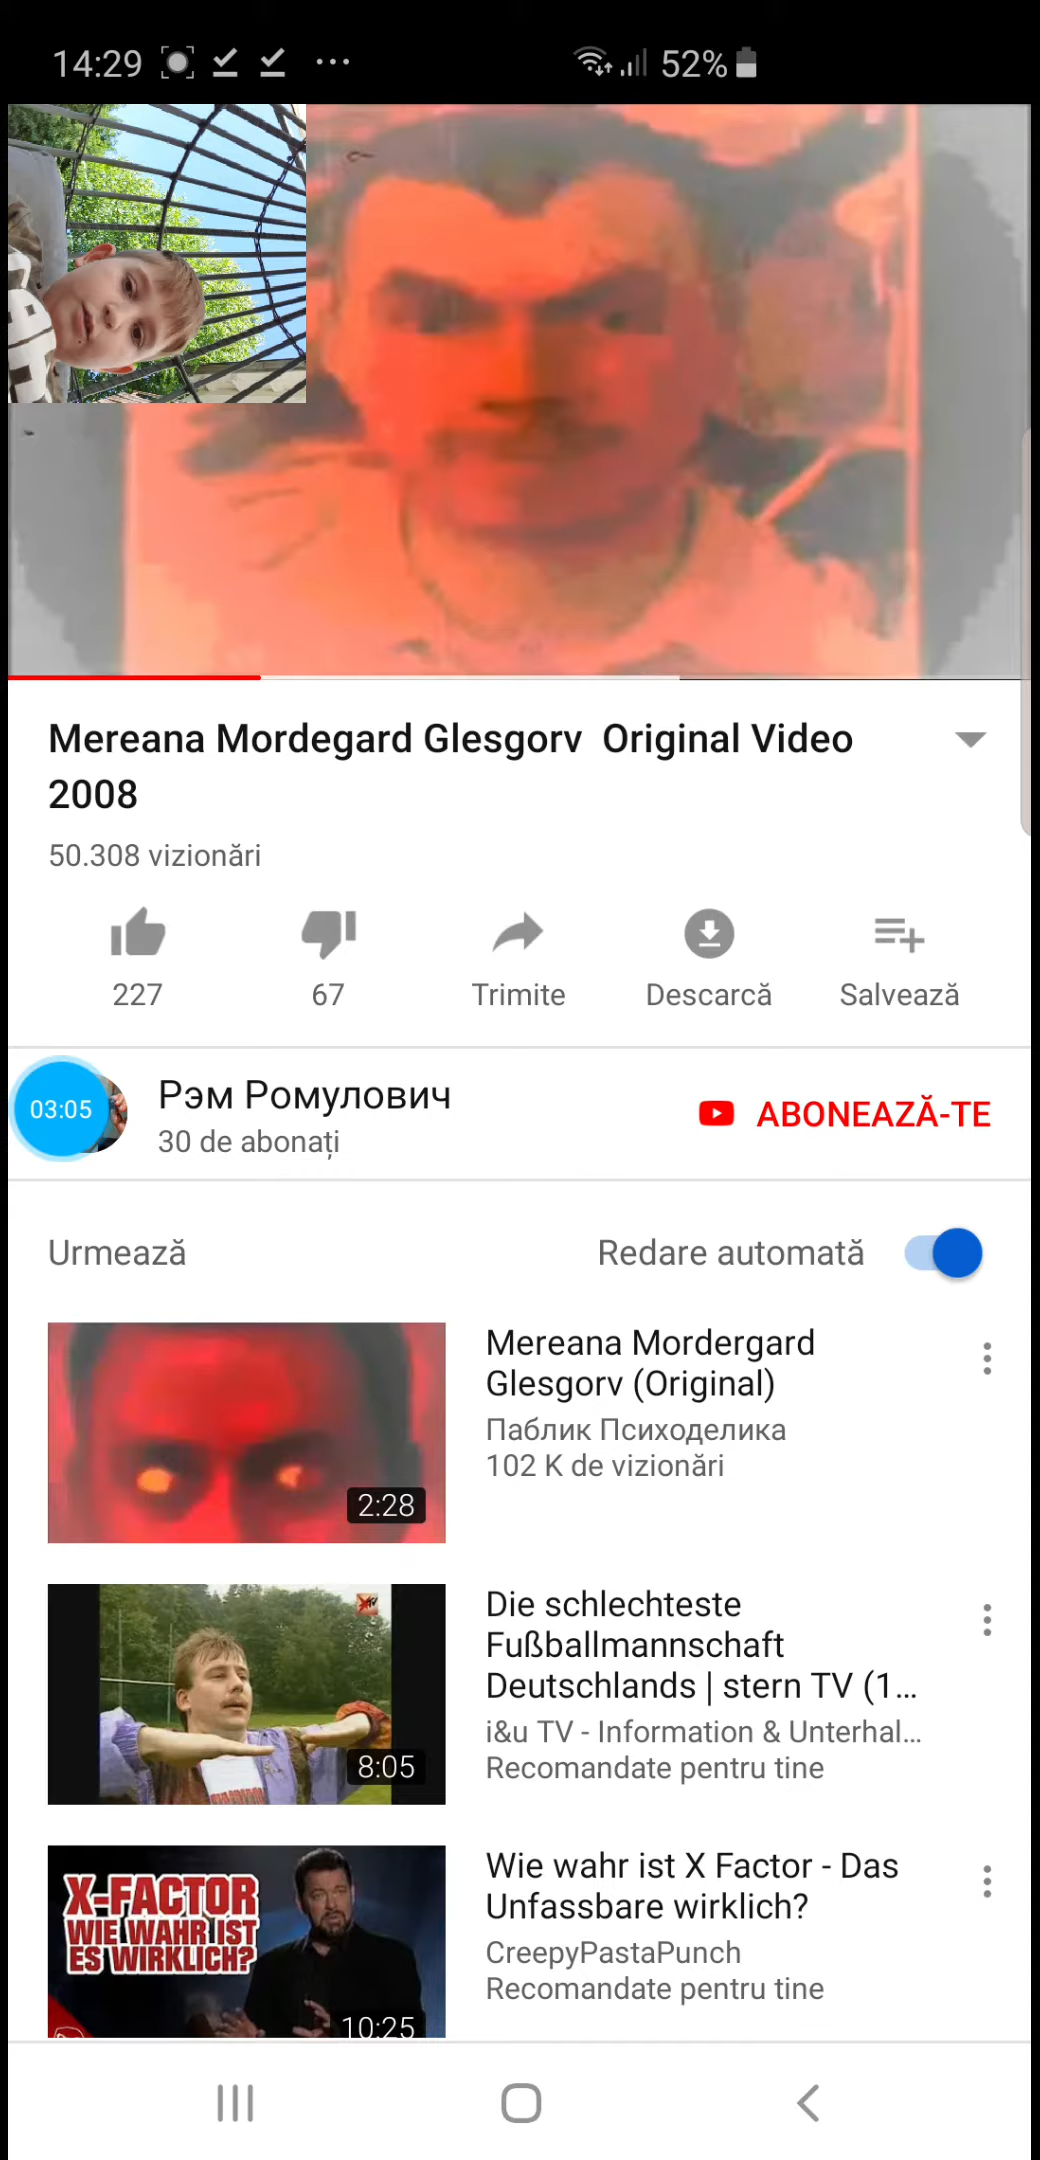 14:29
52%
Mereana Mordegard Glesgorv Original Video
2008
50.308 vizionări
227
67
Trimite
Descarcă
Salvează
03:05
Рэм Ромулович
30 de abonați
ABONEAZĂ-TE
Urmează
Redare automată
Mereana Mordergard
Glesgorv (Original)
Паблик Психоделика
102 K de vizionări
2:28
Die schlechteste
Fußballmannschaft
Deutschlands | stern TV (1...
i&u TV - Information & Unterhal...
Recomandate pentru tine
8:05
X-FACTOR
WIE WAHR IST
ES WIRKLICH?
10:25
Wie wahr ist X Factor - Das
Unfassbare wirklich?
CreepyPastaPunch
Recomandate pentru tine